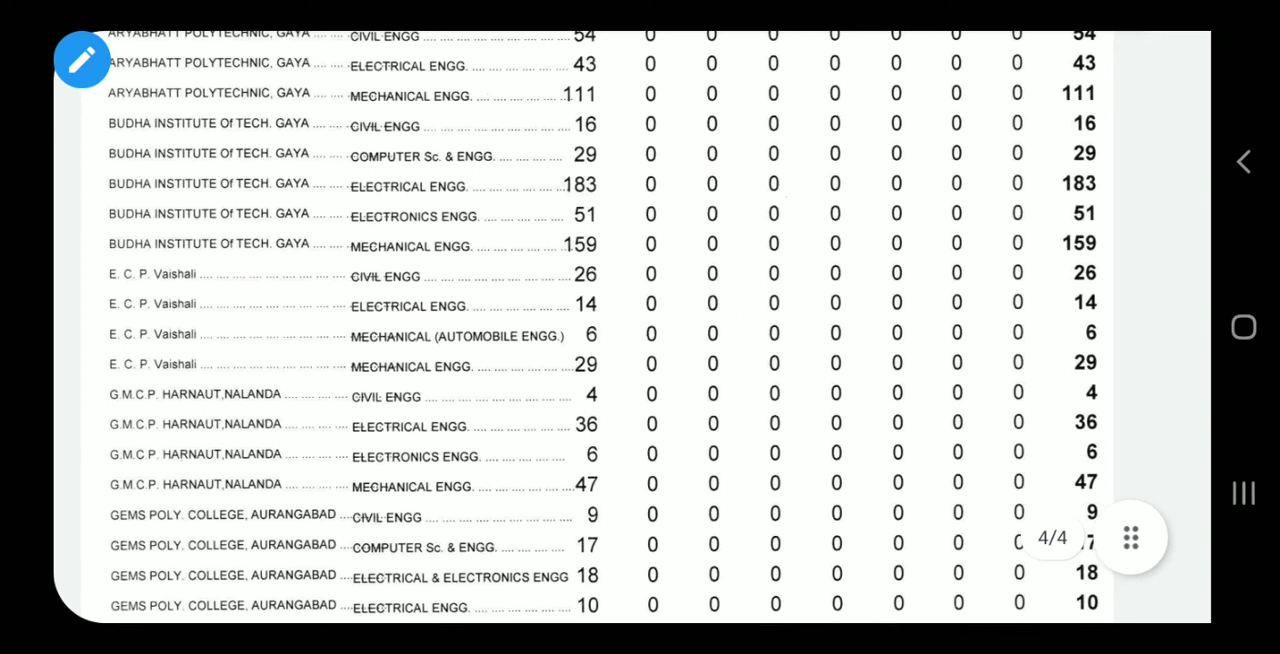 ARYABHATT POLYTECHNIC, GAYA .... .... CIVIL ENGG .... .... .... .... .... .... .... 54 0 0 0 0 0 0 0 54
ARYABHATT POLYTECHNIC, GAYA .... .... ELECTRICAL ENGG. .... .... .... .... .... 43 0 0 0 0 0 0 0 43
ARYABHATT POLYTECHNIC, GAYA .... .... MECHANICAL ENGG. .... .... .... .... .... 111 0 0 0 0 0 0 0 111
BUDHA INSTITUTE Of TECH. GAYA .... .... CIVIL ENGG .... .... .... .... .... .... .... 16 0 0 0 0 0 0 0 16
BUDHA INSTITUTE Of TECH. GAYA .... .... COMPUTER Sc. & ENGG. .... .... .... 29 0 0 0 0 0 0 0 29
BUDHA INSTITUTE Of TECH. GAYA .... .... ELECTRICAL ENGG. .... .... .... .... .... 183 0 0 0 0 0 0 0 183
BUDHA INSTITUTE Of TECH. GAYA .... .... ELECTRONICS ENGG. .... .... .... .... 51 0 0 0 0 0 0 0 51
BUDHA INSTITUTE Of TECH. GAYA .... .... MECHANICAL ENGG. .... .... .... .... .... 159 0 0 0 0 0 0 0 159
E. C. P. Vaishali .... .... .... .... .... .... .... .... CIVIL ENGG .... .... .... .... .... .... .... 26 0 0 0 0 0 0 0 26
E. C. P. Vaishali .... .... .... .... .... .... .... .... ELECTRICAL ENGG. .... .... .... .... .... 14 0 0 0 0 0 0 0 14
E. C. P. Vaishali .... .... .... .... .... .... .... .... MECHANICAL (AUTOMOBILE ENGG.) 6 0 0 0 0 0 0 0 6
E. C. P. Vaishali .... .... .... .... .... .... .... .... MECHANICAL ENGG. .... .... .... .... .... 29 0 0 0 0 0 0 0 29
G.M.C.P. HARNAUT,NALANDA .... .... .... .... CIVIL ENGG .... .... .... .... .... .... .... 4 0 0 0 0 0 0 0 4
G.M.C.P. HARNAUT,NALANDA .... .... .... .... ELECTRICAL ENGG. .... .... .... .... .... 36 0 0 0 0 0 0 0 36
G.M.C.P. HARNAUT,NALANDA .... .... .... .... ELECTRONICS ENGG. .... .... .... .... 6 0 0 0 0 0 0 0 6
G.M.C.P. HARNAUT,NALANDA .... .... .... .... MECHANICAL ENGG. .... .... .... .... .... 47 0 0 0 0 0 0 0 47
GEMS POLY. COLLEGE, AURANGABAD .... CIVIL ENGG .... .... .... .... .... .... .... 9 0 0 0 0 0 0 0 9
4/4
GEMS POLY. COLLEGE, AURANGABAD .... COMPUTER Sc. & ENGG. .... .... .... 17 0 0 0 0 0 0
GEMS POLY. COLLEGE, AURANGABAD .... ELECTRICAL & ELECTRONICS ENGG 18 0 0 0 0 0 0 0 18
GEMS POLY. COLLEGE, AURANGABAD .... ELECTRICAL ENGG. .... .... .... .... .... 10 0 0 0 0 0 0 0 10